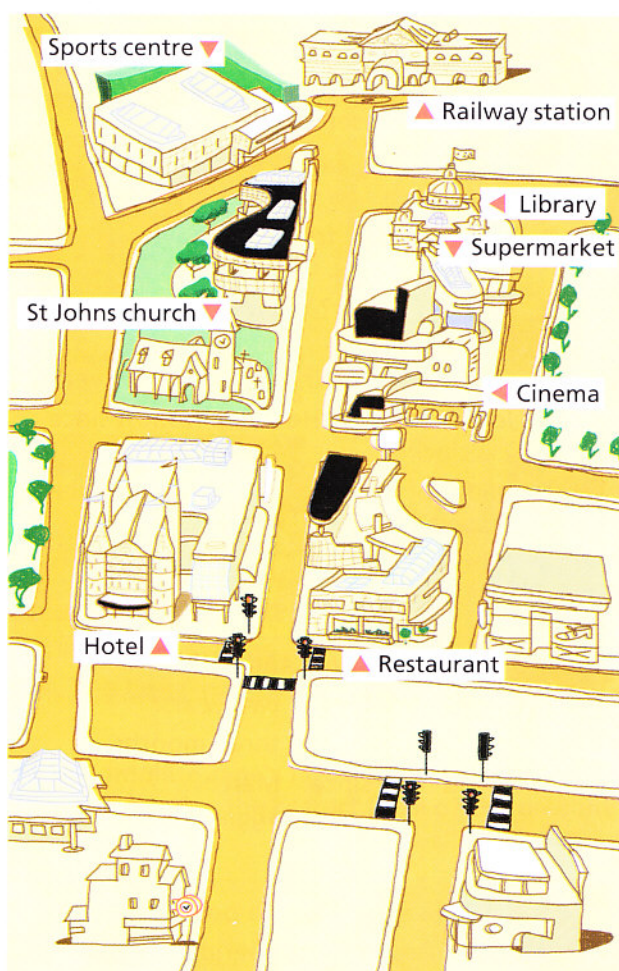 Sports centre
Railway station
Library
Supermarket
St Johns church
Cinema
Hotel
Restaurant